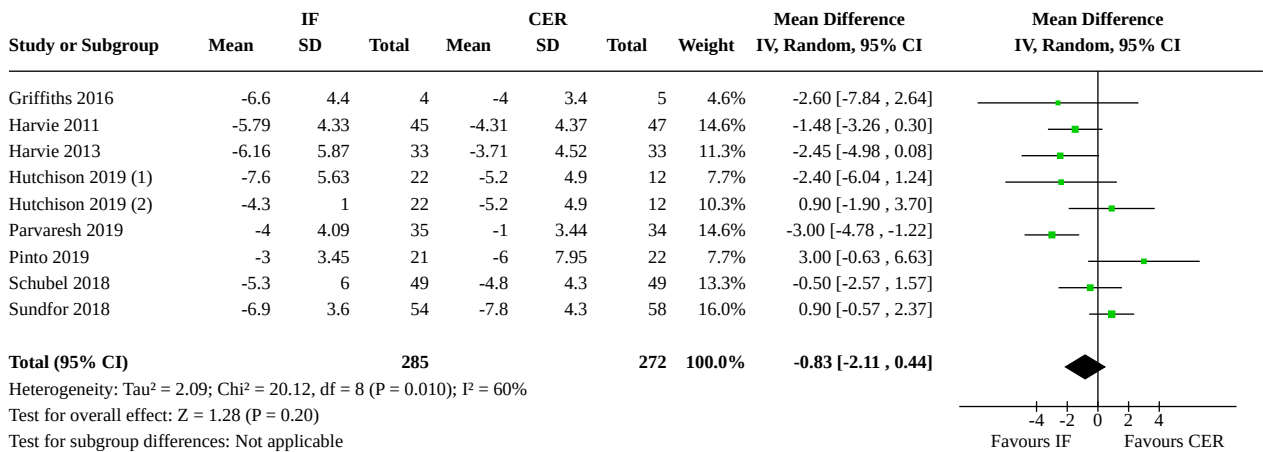 IF CER Mean Difference Mean Difference
Study or Subgroup Mean SD Total Mean SD Total Weight IV, Random, 95% CI IV, Random, 95% CI
Griffiths 2016 -6.6 4.4 4 -4 3.4 5 4.6% -2.60 [-7.84 , 2.64]
Harvie 2011 -5.79 4.33 45 -4.31 4.37 47 14.6% -1.48 [-3.26 , 0.30]
Harvie 2013 -6.16 5.87 33 -3.71 4.52 33 11.3% -2.45 [-4.98 , 0.08]
Hutchison 2019 (1) -7.6 5.63 22 -5.2 4.9 12 7.7% -2.40 [-6.04 , 1.24]
Hutchison 2019 (2) -4.3 1 22 -5.2 4.9 12 10.3% 0.90 [-1.90 , 3.70]
Parvaresh 2019 -4 4.09 35 -1 3.44 34 14.6% -3.00 [-4.78 , -1.22]
Pinto 2019 -3 3.45 21 -6 7.95 22 7.7% 3.00 [-0.63 , 6.63]
Schubel 2018 -5.3 6 49 -4.8 4.3 49 13.3% -0.50 [-2.57 , 1.57]
Sundfor 2018 -6.9 3.6 54 -7.8 4.3 58 16.0% 0.90 [-0.57 , 2.37]
Total (95% CI) 285 272 100.0% -0.83 [-2.11 , 0.44]
Heterogeneity: Tau² = 2.09; Chi² = 20.12, df = 8 (P = 0.010); I² = 60%
Test for overall effect: Z = 1.28 (P = 0.20) -4 -2 0 2 4
Test for subgroup differences: Not applicable Favours IF Favours CER